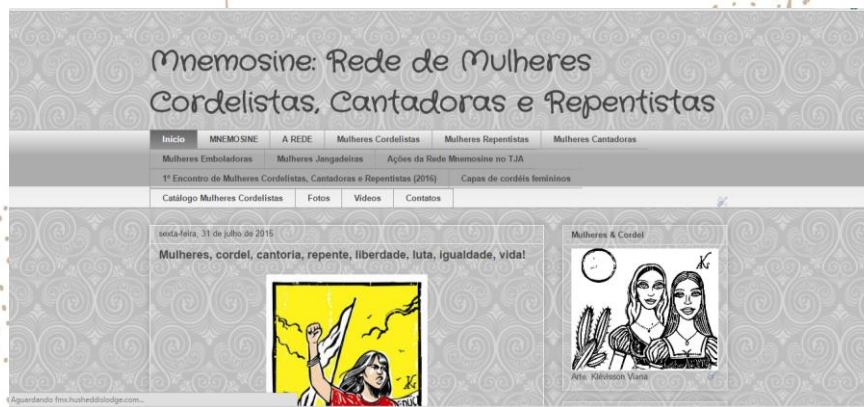 Mnemosine: Rede de Mulheres
Cordelistas, Cantadoras e Repentistas
Início MNEMOSINE A REDE Mulheres Cordelistas Mulheres Repentistas Mulheres Cantadoras
Mulheres Emboladoras Mulheres Jangadeiras Ações da Rede Mnemosine no TJA
1º Encontro de Mulheres Cordelistas, Cantadoras e Repentistas (2016) Capas de cordéis femininos
Catálogo Mulheres Cordelistas Fotos Vídeos Contatos
sexta-feira, 31 de julho de 2015
Mulheres, cordel, cantoria, repente, liberdade, luta, igualdade, vida!
Mulheres & Cordel
Arte: Klévisson Viana
Aguardando fmx.husheddislodge.com...